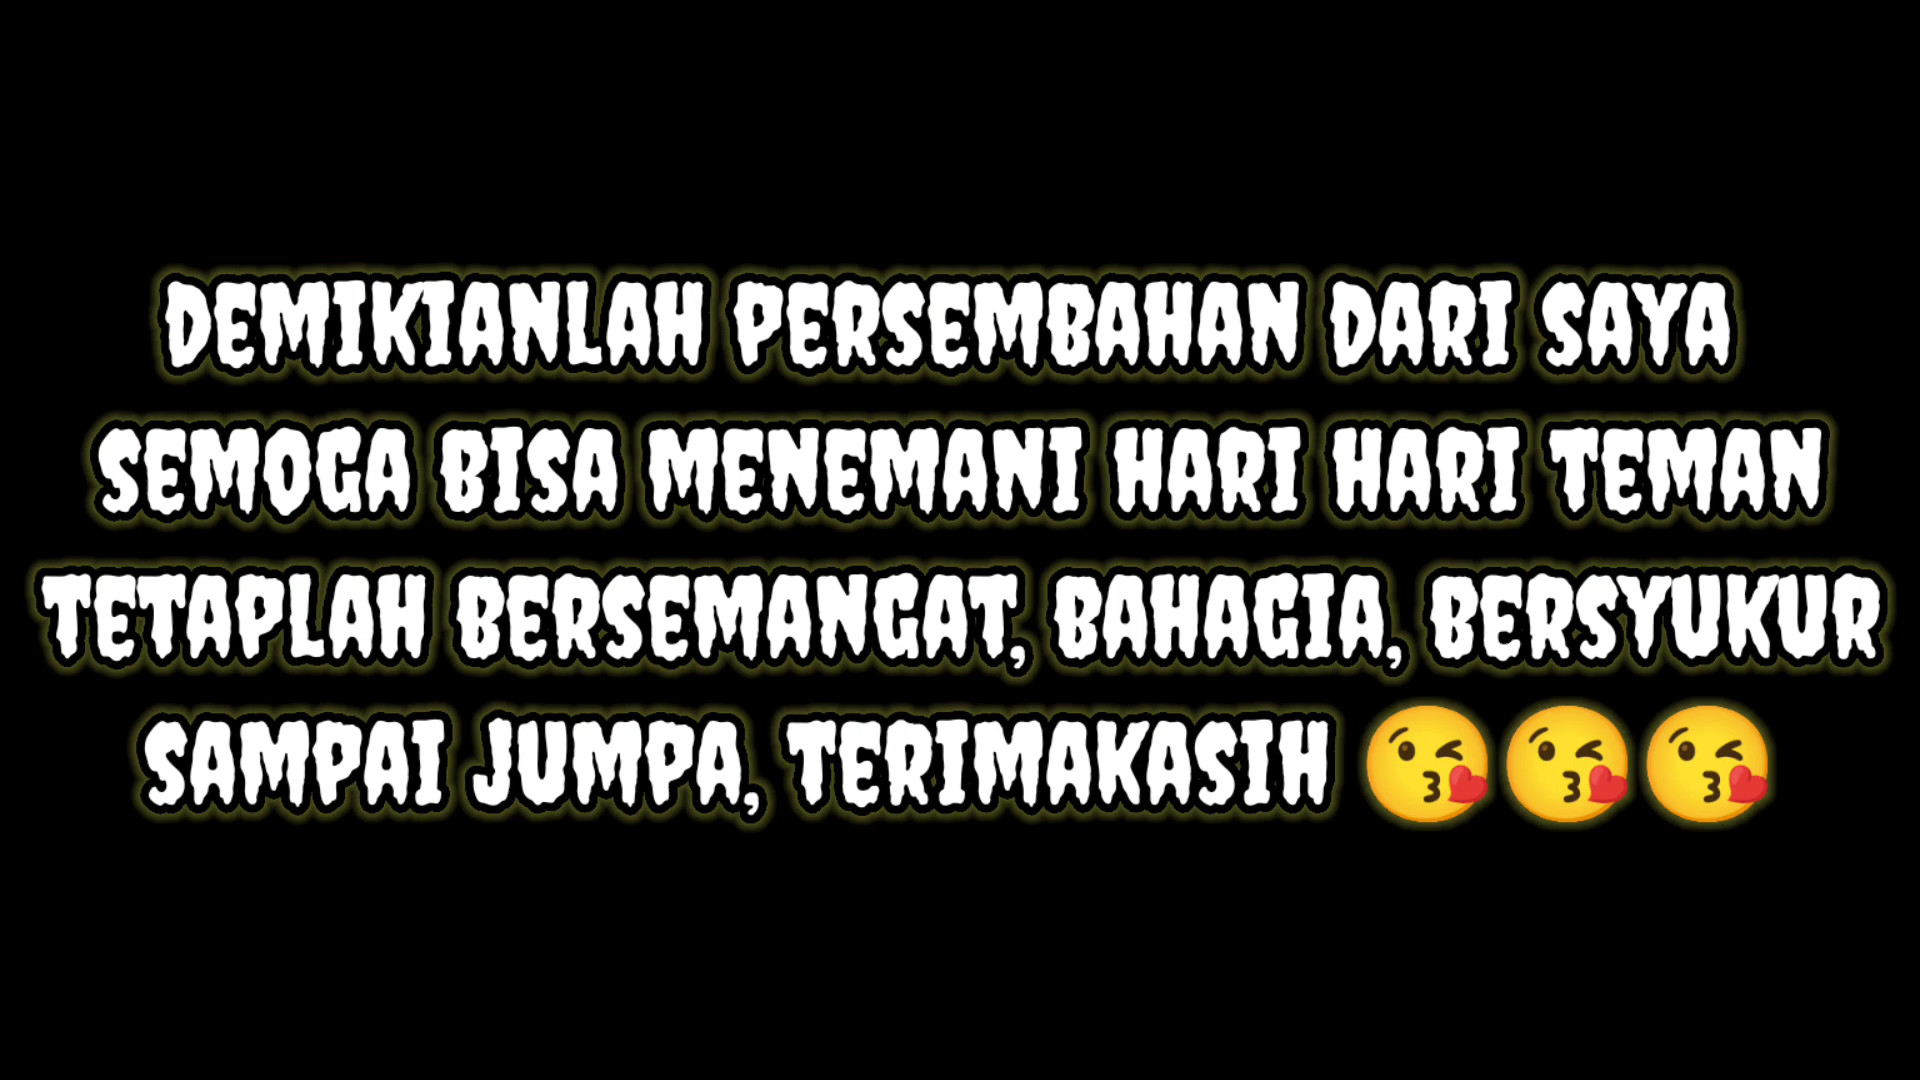 DEMIKIANLAH PERSEMBAHAN DARI SAYA
SEMOGA BISA MENEMANI HARI HARI TEMAN
TETAPLAH BERSEMANGAT, BAHAGIA, BERSYUKUR
SAMPAI JUMPA, TERIMAKASIH 😘😘😘